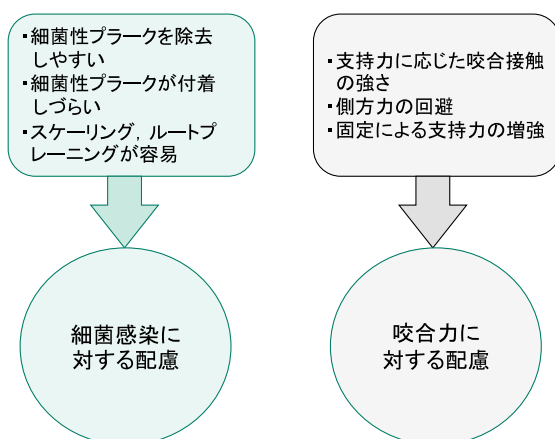 ・細菌性プラークを除去
しやすい
・細菌性プラークが付着
しづらい
・スケーリング，ルートプ
レーニングが容易
細菌感染に
対する配慮
・支持力に応じた咬合接触
の強さ
・側方力の回避
・固定による支持力の増強
咬合力に
対する配慮